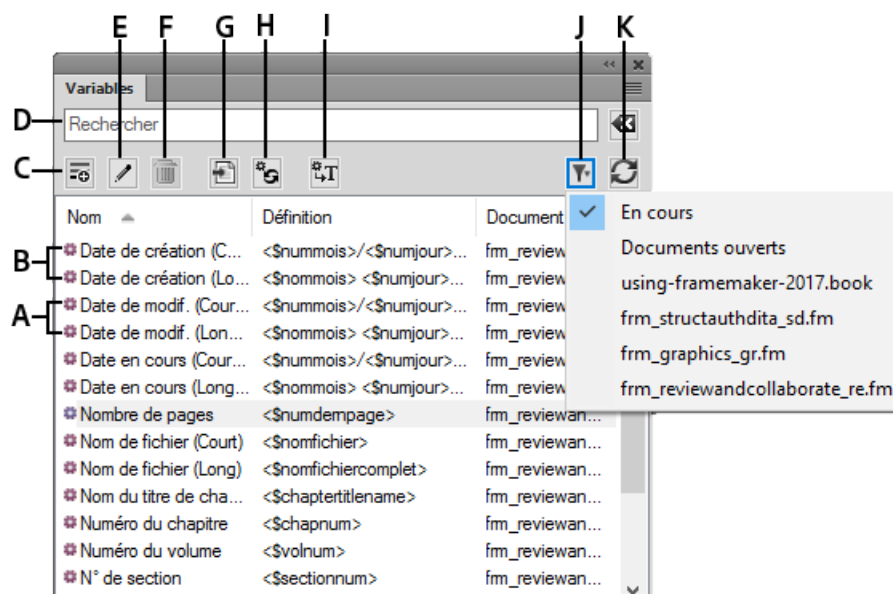 E F G H I J K
Variables
D Rechercher
C
T
Nom Définition Document
En cours
Documents ouverts
using-framemaker-2017.book
frm_structauthdita_sd.fm
frm_graphics_gr.fm
frm_reviewandcollaborate_re.fm
B
A
Date de création (C... <$nummois>/<$numjour>... frm_review
Date de création (Lo... <$nommois> <$numjour>... frm_review
Date de modif. (Cour... <$nummois>/<$numjour>... frm_review
Date de modif. (Lon... <$nommois> <$numjour>... frm_review
Date en cours (Cour... <$nummois>/<$numjour>... frm_review
Date en cours (Long... <$nommois> <$numjour>... frm_review
Nombre de pages <$numdernpage> frm_reviewan...
Nom de fichier (Court) <$nomfichier> frm_reviewan...
Nom de fichier (Long) <$nomfichiercomplet> frm_reviewan...
Nom du titre de cha... <$chaptertitlename> frm_reviewan...
Numéro du chapitre <$chapnum> frm_reviewan...
Numéro du volume <$volnum> frm_reviewan...
N° de section <$sectionnum> frm_reviewan...